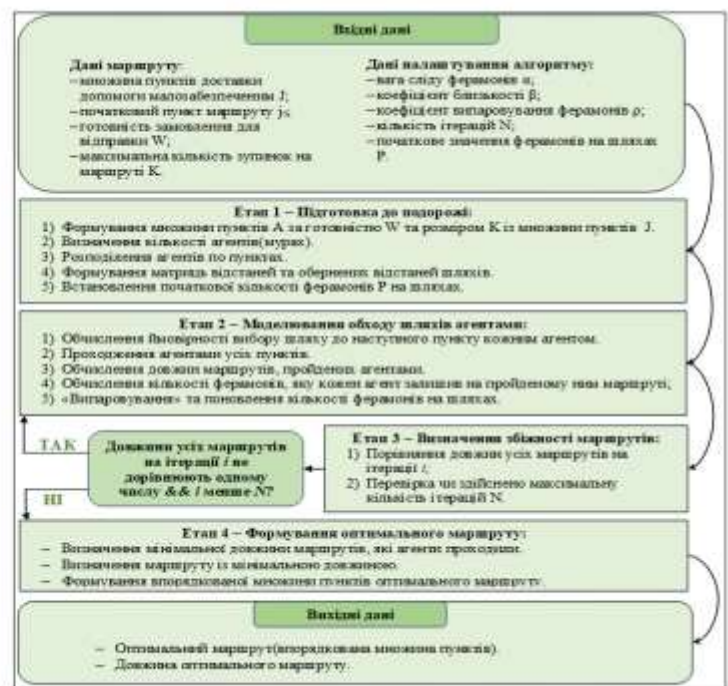 Вхідні дані
Дані маршруту:
–множина пунктів доставки
допомоги малозабезпеченим J;
–початковий пункт маршруту j₀;
–готовність замовлення для
відправки W;
–максимальна кількість зупинок на
маршруті K.
Дані налаштування алгоритму:
–вага сліду ферамонів α;
–коефіцієнт близькості β;
–коефіцієнт випаровування ферамонів ρ;
–кількість ітерацій N;
–початкове значення ферамонів на шляхах
P.
Етап 1 – Підготовка до подорожі:
1) Формування множини пунктів A за готовністю W та розміром K із множини пунктів J.
2) Визначення кількості агентів(мурах).
3) Розподілення агентів по пунктах.
4) Формування матриць відстаней та обернених відстаней шляхів.
5) Встановлення початкової кількості ферамонів P на шляхах.
Етап 2 – Моделювання обходу шляхів агентами:
1) Обчислення ймовірності вибору шляху до наступного пункту кожним агентом.
2) Проходження агентами усіх пунктів.
3) Обчислення довжин маршрутів, пройдених агентами.
4) Обчислення кількості ферамонів, яку кожен агент залишив на пройденому ним маршруті;
5) «Випаровування» та поновлення кількості ферамонів на шляхах.
ТАК
НІ
Довжини усіх маршрутів
на ітерації i не
дорівнюють одному
числу && i менше N?
Етап 3 – Визначення збіжності маршрутів:
1) Порівняння довжин усіх маршрутів на
ітерації i;
2) Перевірка чи здійснено максимальну
кількість ітерацій N.
Етап 4 – Формування оптимального маршруту:
– Визначення мінімальної довжини маршрутів, які агенти проходили.
– Визначення маршруту із мінімальною довжиною.
– Формування впорядкованої множини пунктів оптимального маршруту.
Вихідні дані
– Оптимальний маршрут(впорядкована множина пунктів).
– Довжина оптимального маршруту.